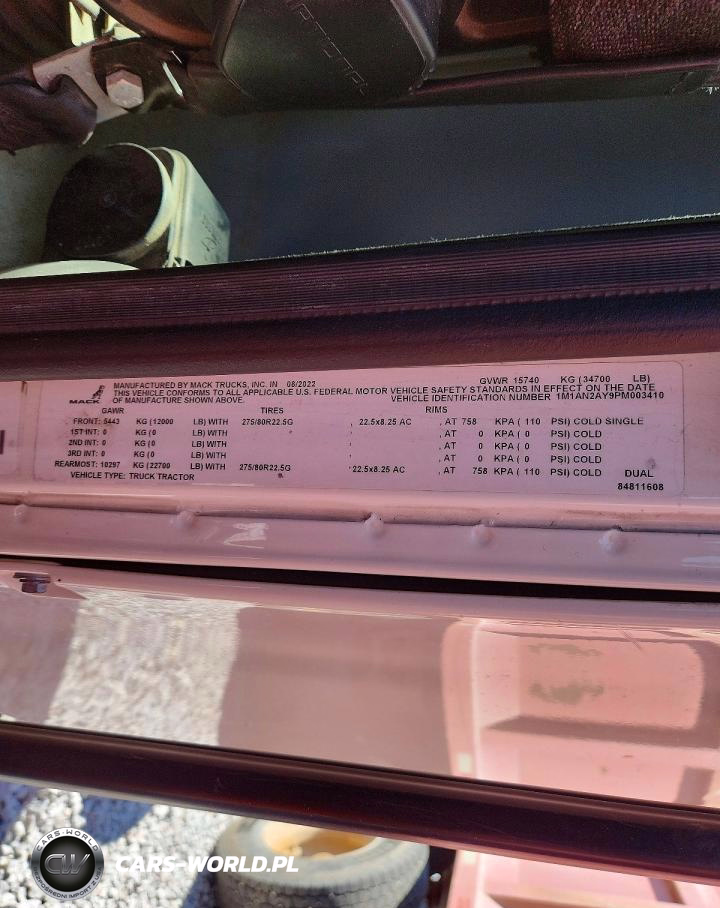 NATIONAL
MANUFACTURED BY MACK TRUCKS, INC. IN 08/2022 GVWR 15740 KG (34700 LB)
THIS VEHICLE CONFORMS TO ALL APPLICABLE U.S. FEDERAL MOTOR VEHICLE SAFETY STANDARDS IN EFFECT ON THE DATE
MACK OF MANUFACTURE SHOWN ABOVE. VEHICLE IDENTIFICATION NUMBER 1M1AN2AY9PM003410
GAWR TIRES RIMS
FRONT: 5443 KG (12000 LB) WITH 275/80R22.5G , 22.5x8.25 AC , AT 758 KPA ( 110 PSI) COLD SINGLE
1ST INT: 0 KG (0 LB) WITH , , AT 0 KPA ( 0 PSI) COLD
2ND INT: 0 KG (0 LB) WITH , , AT 0 KPA ( 0 PSI) COLD
3RD INT: 0 KG (0 LB) WITH , , AT 0 KPA ( 0 PSI) COLD
REARMOST: 10297 KG (22700 LB) WITH 275/80R22.5G , 22.5x8.25 AC , AT 758 KPA ( 110 PSI) COLD DUAL
VEHICLE TYPE: TRUCK TRACTOR
84811608
CARS-WORLD
CW
CARS-WORLD.PL